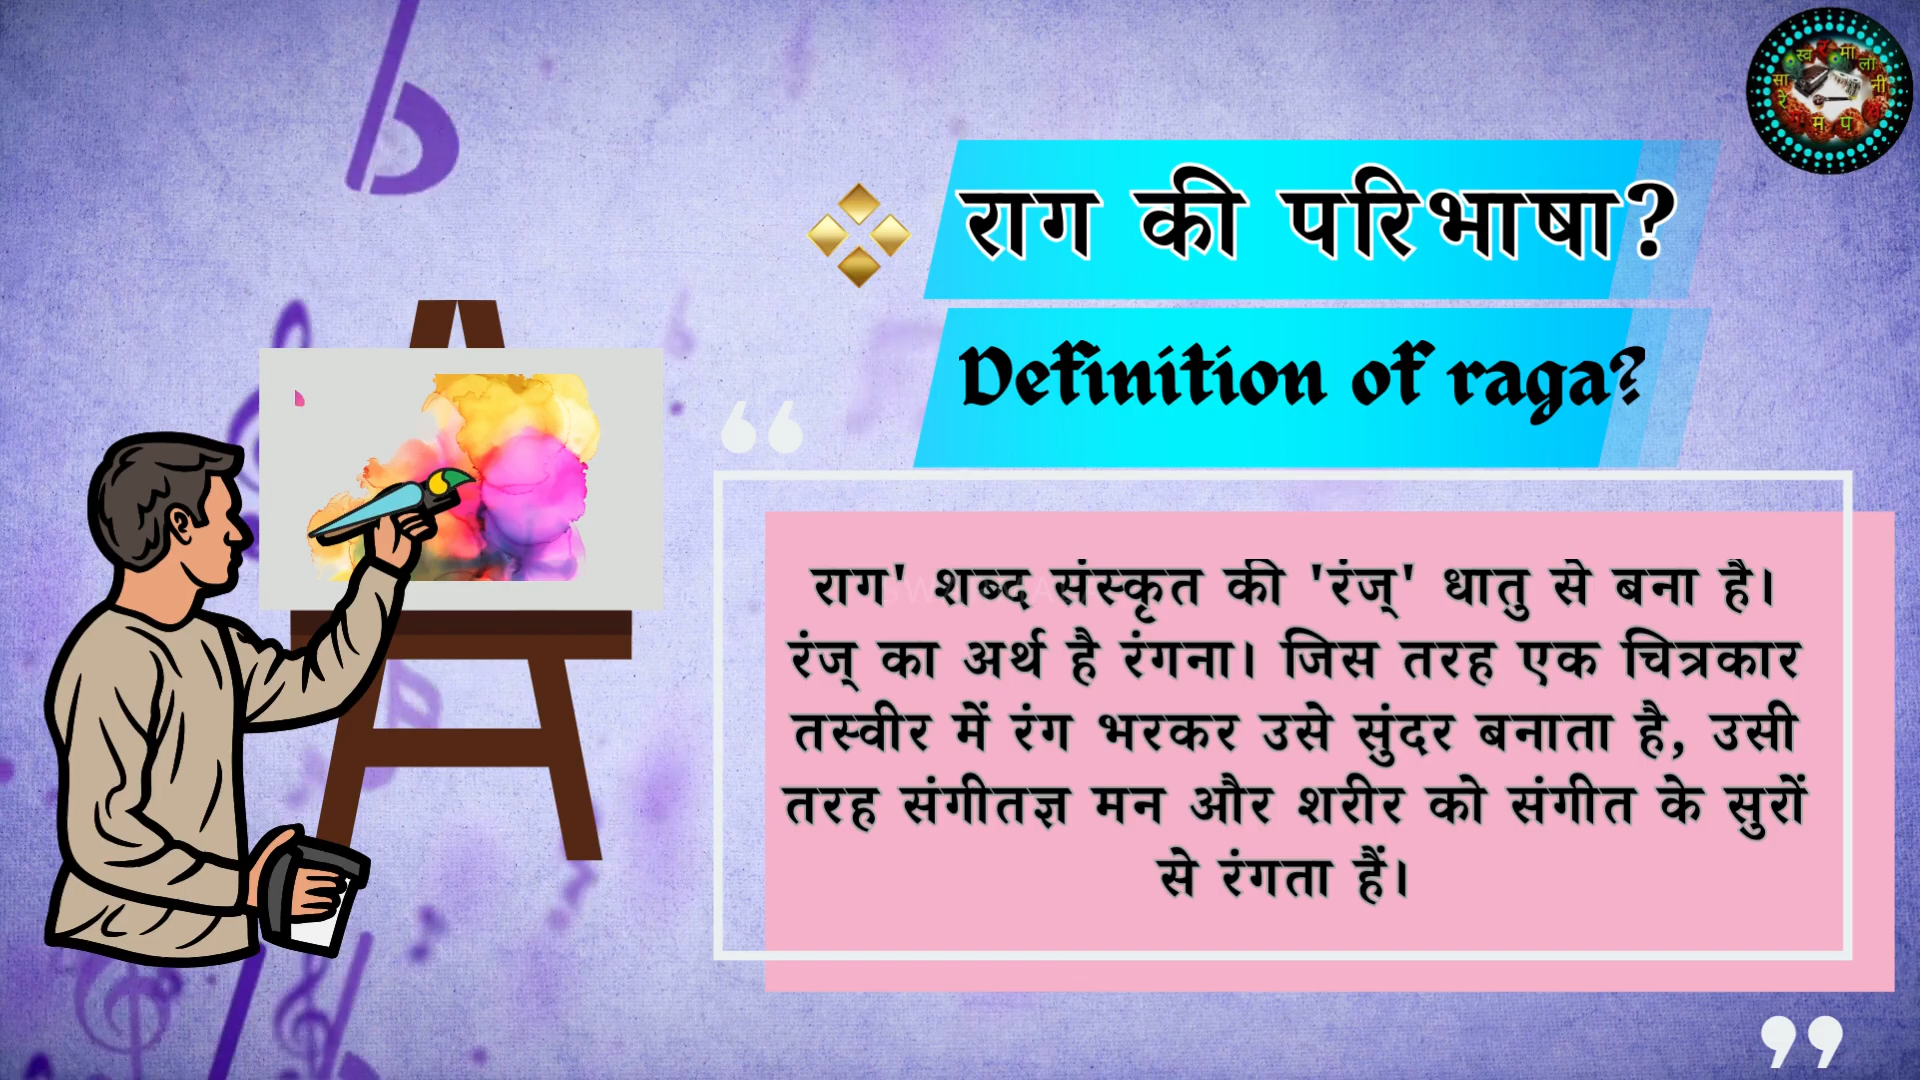 राग की परिभाषा?
Definition of raga?
राग' शब्द संस्कृत की 'रंज्' धातु से बना है।
रंज् का अर्थ है रंगना। जिस तरह एक चित्रकार
तस्वीर में रंग भरकर उसे सुंदर बनाता है, उसी
तरह संगीतज्ञ मन और शरीर को संगीत के सुरों
से रंगता हैं।